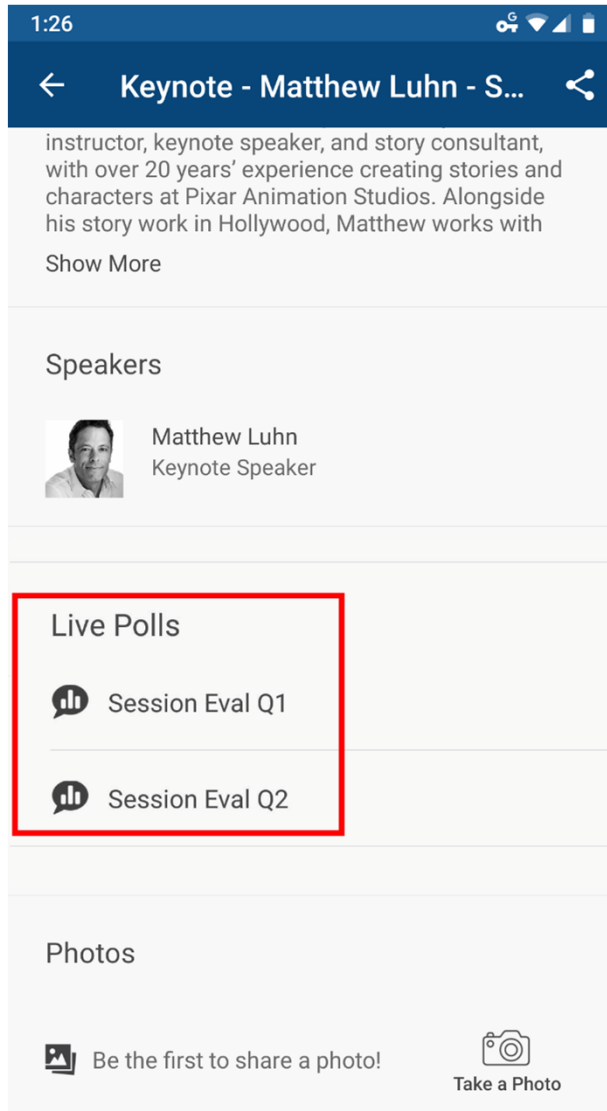 1:26
Keynote - Matthew Luhn - S...
instructor, keynote speaker, and story consultant,
with over 20 years’ experience creating stories and
characters at Pixar Animation Studios. Alongside
his story work in Hollywood, Matthew works with
Show More
Speakers
Matthew Luhn
Keynote Speaker
Live Polls
Session Eval Q1
Session Eval Q2
Photos
Be the first to share a photo!
Take a Photo